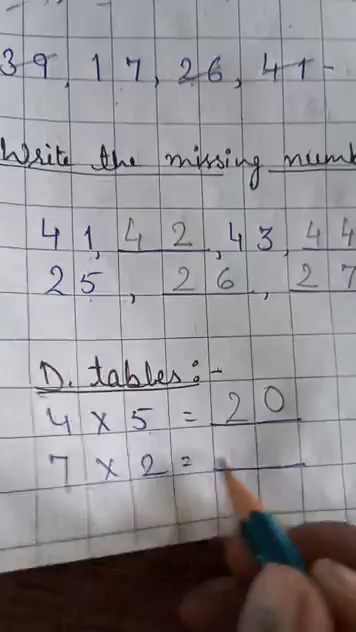 39, 17, 26, 41-
Write the missing numb
41, 42, 43, 44
25, 26, 27
D. tables:-
4 x 5 = 20
7 x 2 =